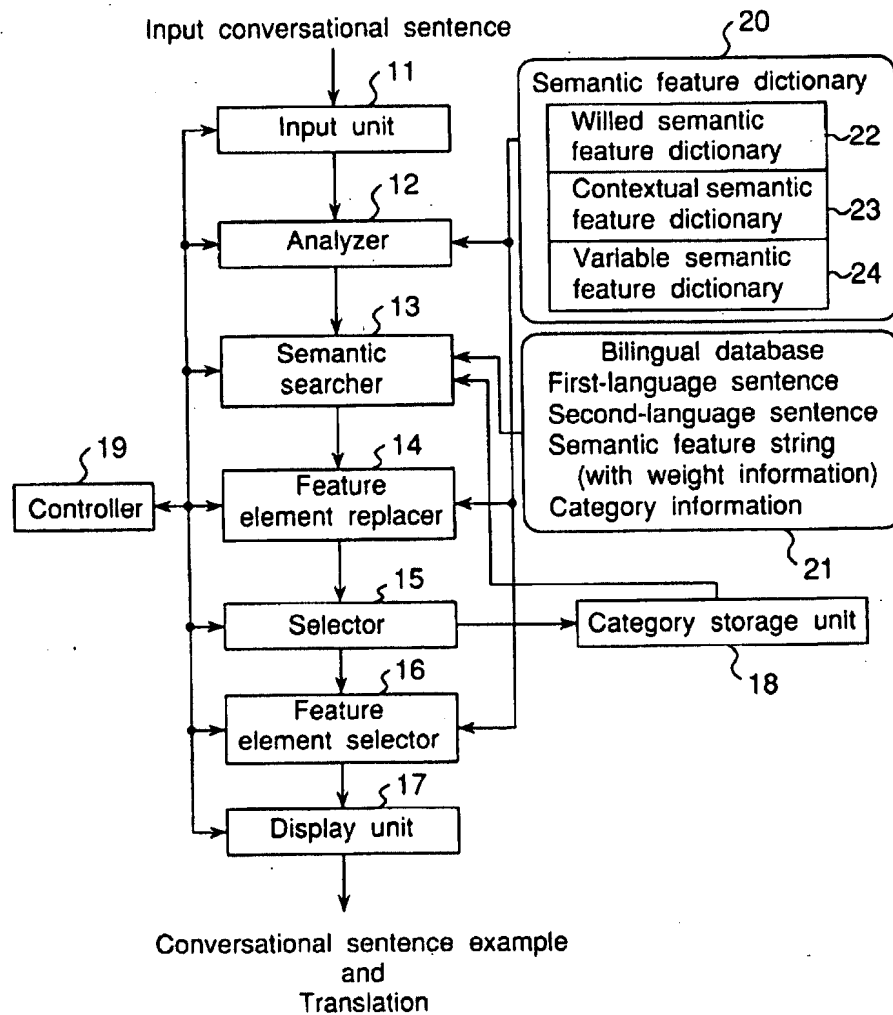 Input conversational sentence
11
Input unit
12
Analyzer
13
Semantic
searcher
14
Feature
element replacer
15
Selector
16
Feature
element selector
17
Display unit
Conversational sentence example
and
Translation
19
Controller
20
Semantic feature dictionary
Willed semantic
feature dictionary
22
Contextual semantic
feature dictionary
23
Variable semantic
feature dictionary
24
Bilingual database
First-language sentence
Second-language sentence
Semantic feature string
(with weight information)
Category information
21
Category storage unit
18